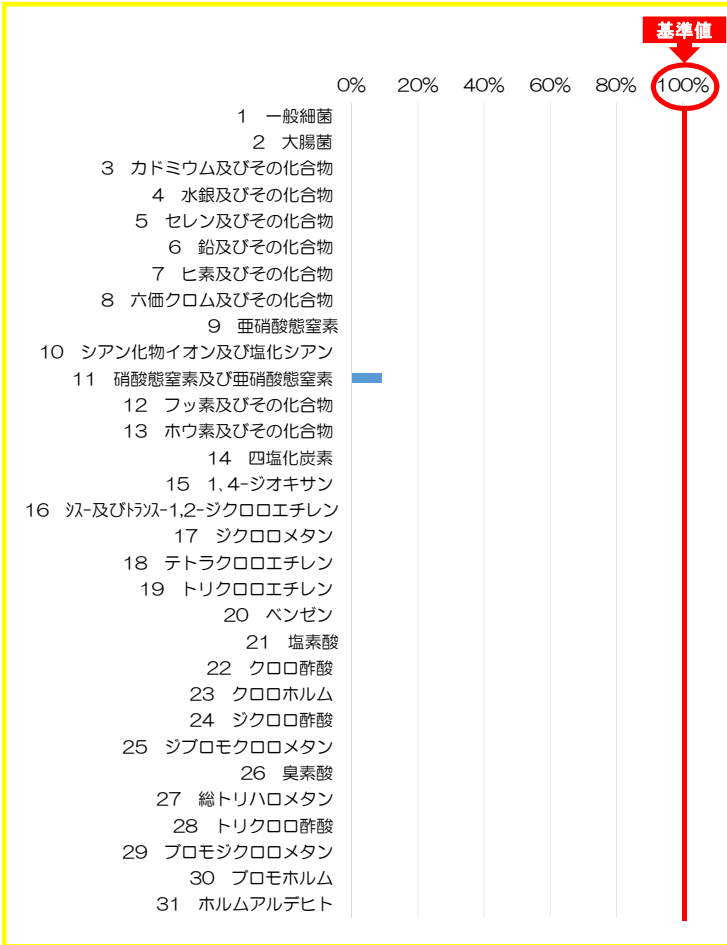 基準値
0% 20% 40% 60% 80% 100%
1 一般細菌
2 大腸菌
3 カドミウム及びその化合物
4 水銀及びその化合物
5 セレン及びその化合物
6 鉛及びその化合物
7 ヒ素及びその化合物
8 六価クロム及びその化合物
9 亜硝酸態窒素
10 シアン化物イオン及び塩化シアン
11 硝酸態窒素及び亜硝酸態窒素
12 フッ素及びその化合物
13 ホウ素及びその化合物
14 四塩化炭素
15 1、4-ジオキサン
16 ｼｽ-及びﾄﾗﾝｽ-1,2-ジクロロエチレン
17 ジクロロメタン
18 テトラクロロエチレン
19 トリクロロエチレン
20 ベンゼン
21 塩素酸
22 クロロ酢酸
23 クロロホルム
24 ジクロロ酢酸
25 ジブロモクロロメタン
26 臭素酸
27 総トリハロメタン
28 トリクロロ酢酸
29 ブロモジクロロメタン
30 ブロモホルム
31 ホルムアルデヒト